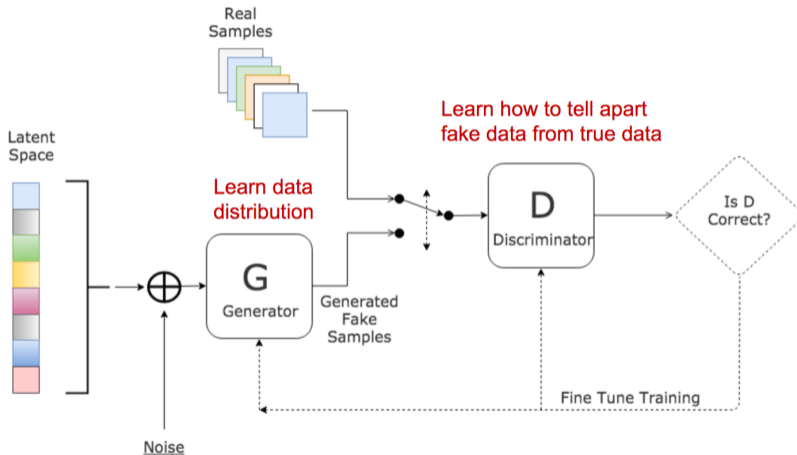 Real
Samples
Learn how to tell apart
fake data from true data
Latent
Space
Learn data
distribution
D
Discriminator
Is D
Correct?
G
Generator
Generated
Fake
Samples
Fine Tune Training
Noise